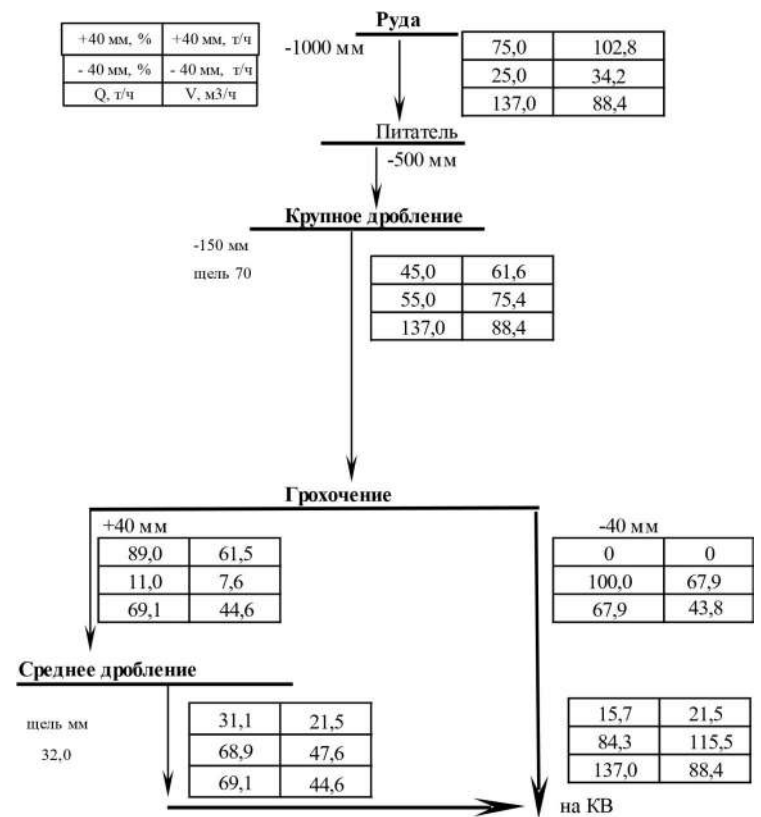 Руда
+40 мм, % +40 мм, т/ч
- 40 мм, % - 40 мм, т/ч
Q, т/ч V, м3/ч
-1000 мм
75,0 102,8
25,0 34,2
137,0 88,4
Питатель
-500 мм
Крупное дробление
-150 мм
щель 70
45,0 61,6
55,0 75,4
137,0 88,4
Грохочение
+40 мм
89,0 61,5
11,0 7,6
69,1 44,6
-40 мм
0 0
100,0 67,9
67,9 43,8
Среднее дробление
щель мм
32,0
31,1 21,5
68,9 47,6
69,1 44,6
15,7 21,5
84,3 115,5
137,0 88,4
на КВ